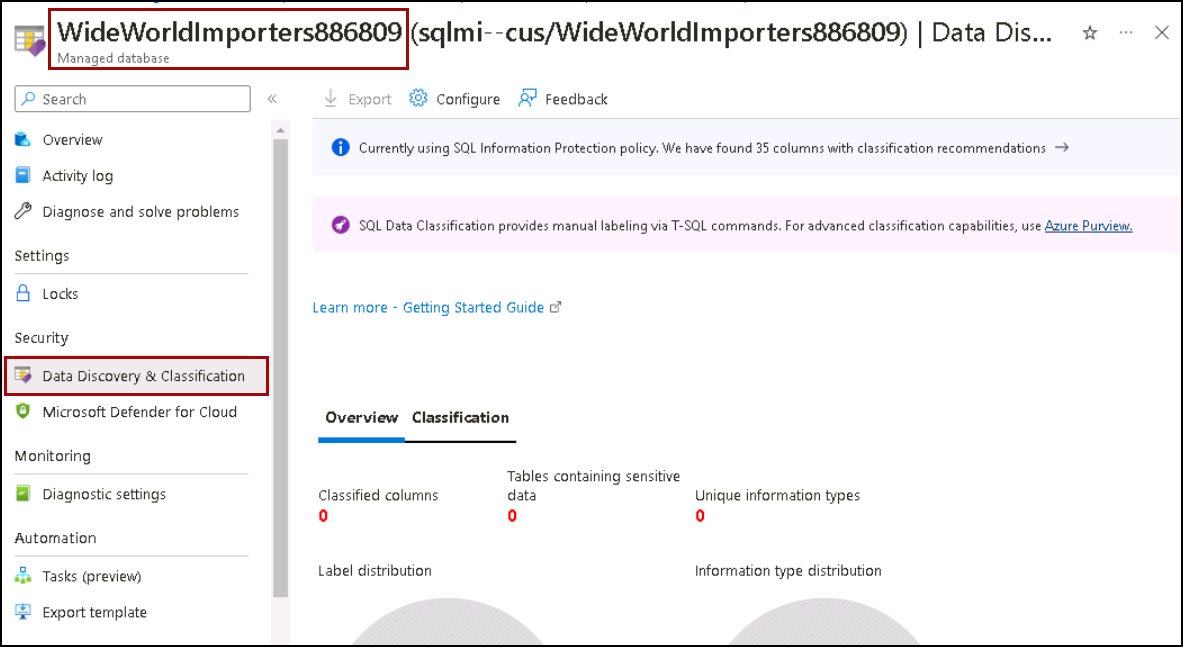 WideWorldImporters886809 (sqlmi--cus/WideWorldImporters886809) | Data Dis...
Managed database
Search
Export Configure Feedback
Overview
Activity log
Diagnose and solve problems
Settings
Locks
Security
Data Discovery & Classification
Microsoft Defender for Cloud
Monitoring
Diagnostic settings
Automation
Tasks (preview)
Export template
Currently using SQL Information Protection policy. We have found 35 columns with classification recommendations →
SQL Data Classification provides manual labeling via T-SQL commands. For advanced classification capabilities, use Azure Purview.
Learn more - Getting Started Guide
Overview Classification
Classified columns
0
Tables containing sensitive
data
0
Unique information types
0
Label distribution
Information type distribution